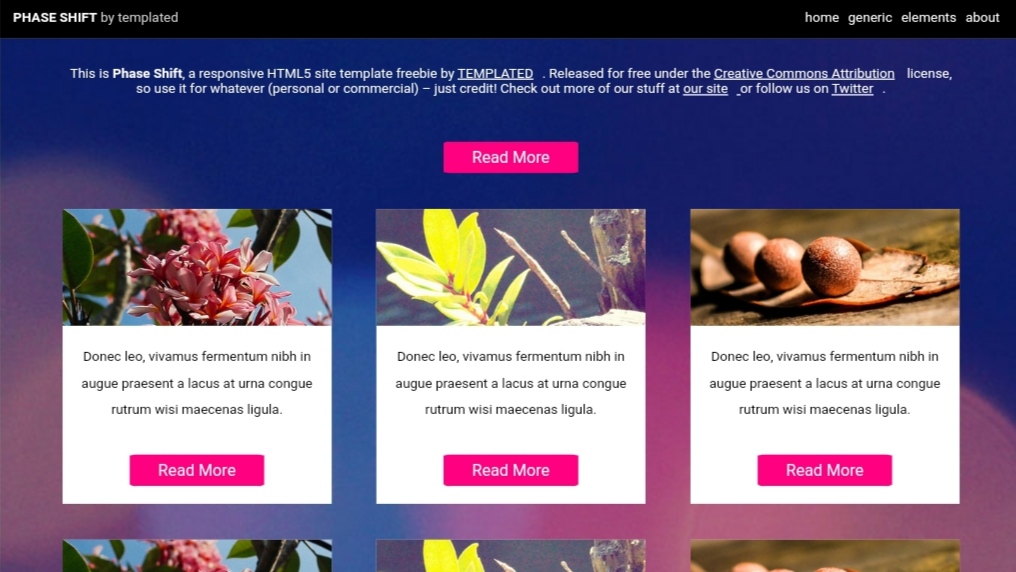 PHASE SHIFT by templated
home generic elements about
This is Phase Shift, a responsive HTML5 site template freebie by TEMPLATED . Released for free under the Creative Commons Attribution license,
so use it for whatever (personal or commercial) – just credit! Check out more of our stuff at our site or follow us on Twitter .
Read More
Donec leo, vivamus fermentum nibh in
augue praesent a lacus at urna congue
rutrum wisi maecenas ligula.
Read More
Donec leo, vivamus fermentum nibh in
augue praesent a lacus at urna congue
rutrum wisi maecenas ligula.
Read More
Donec leo, vivamus fermentum nibh in
augue praesent a lacus at urna congue
rutrum wisi maecenas ligula.
Read More